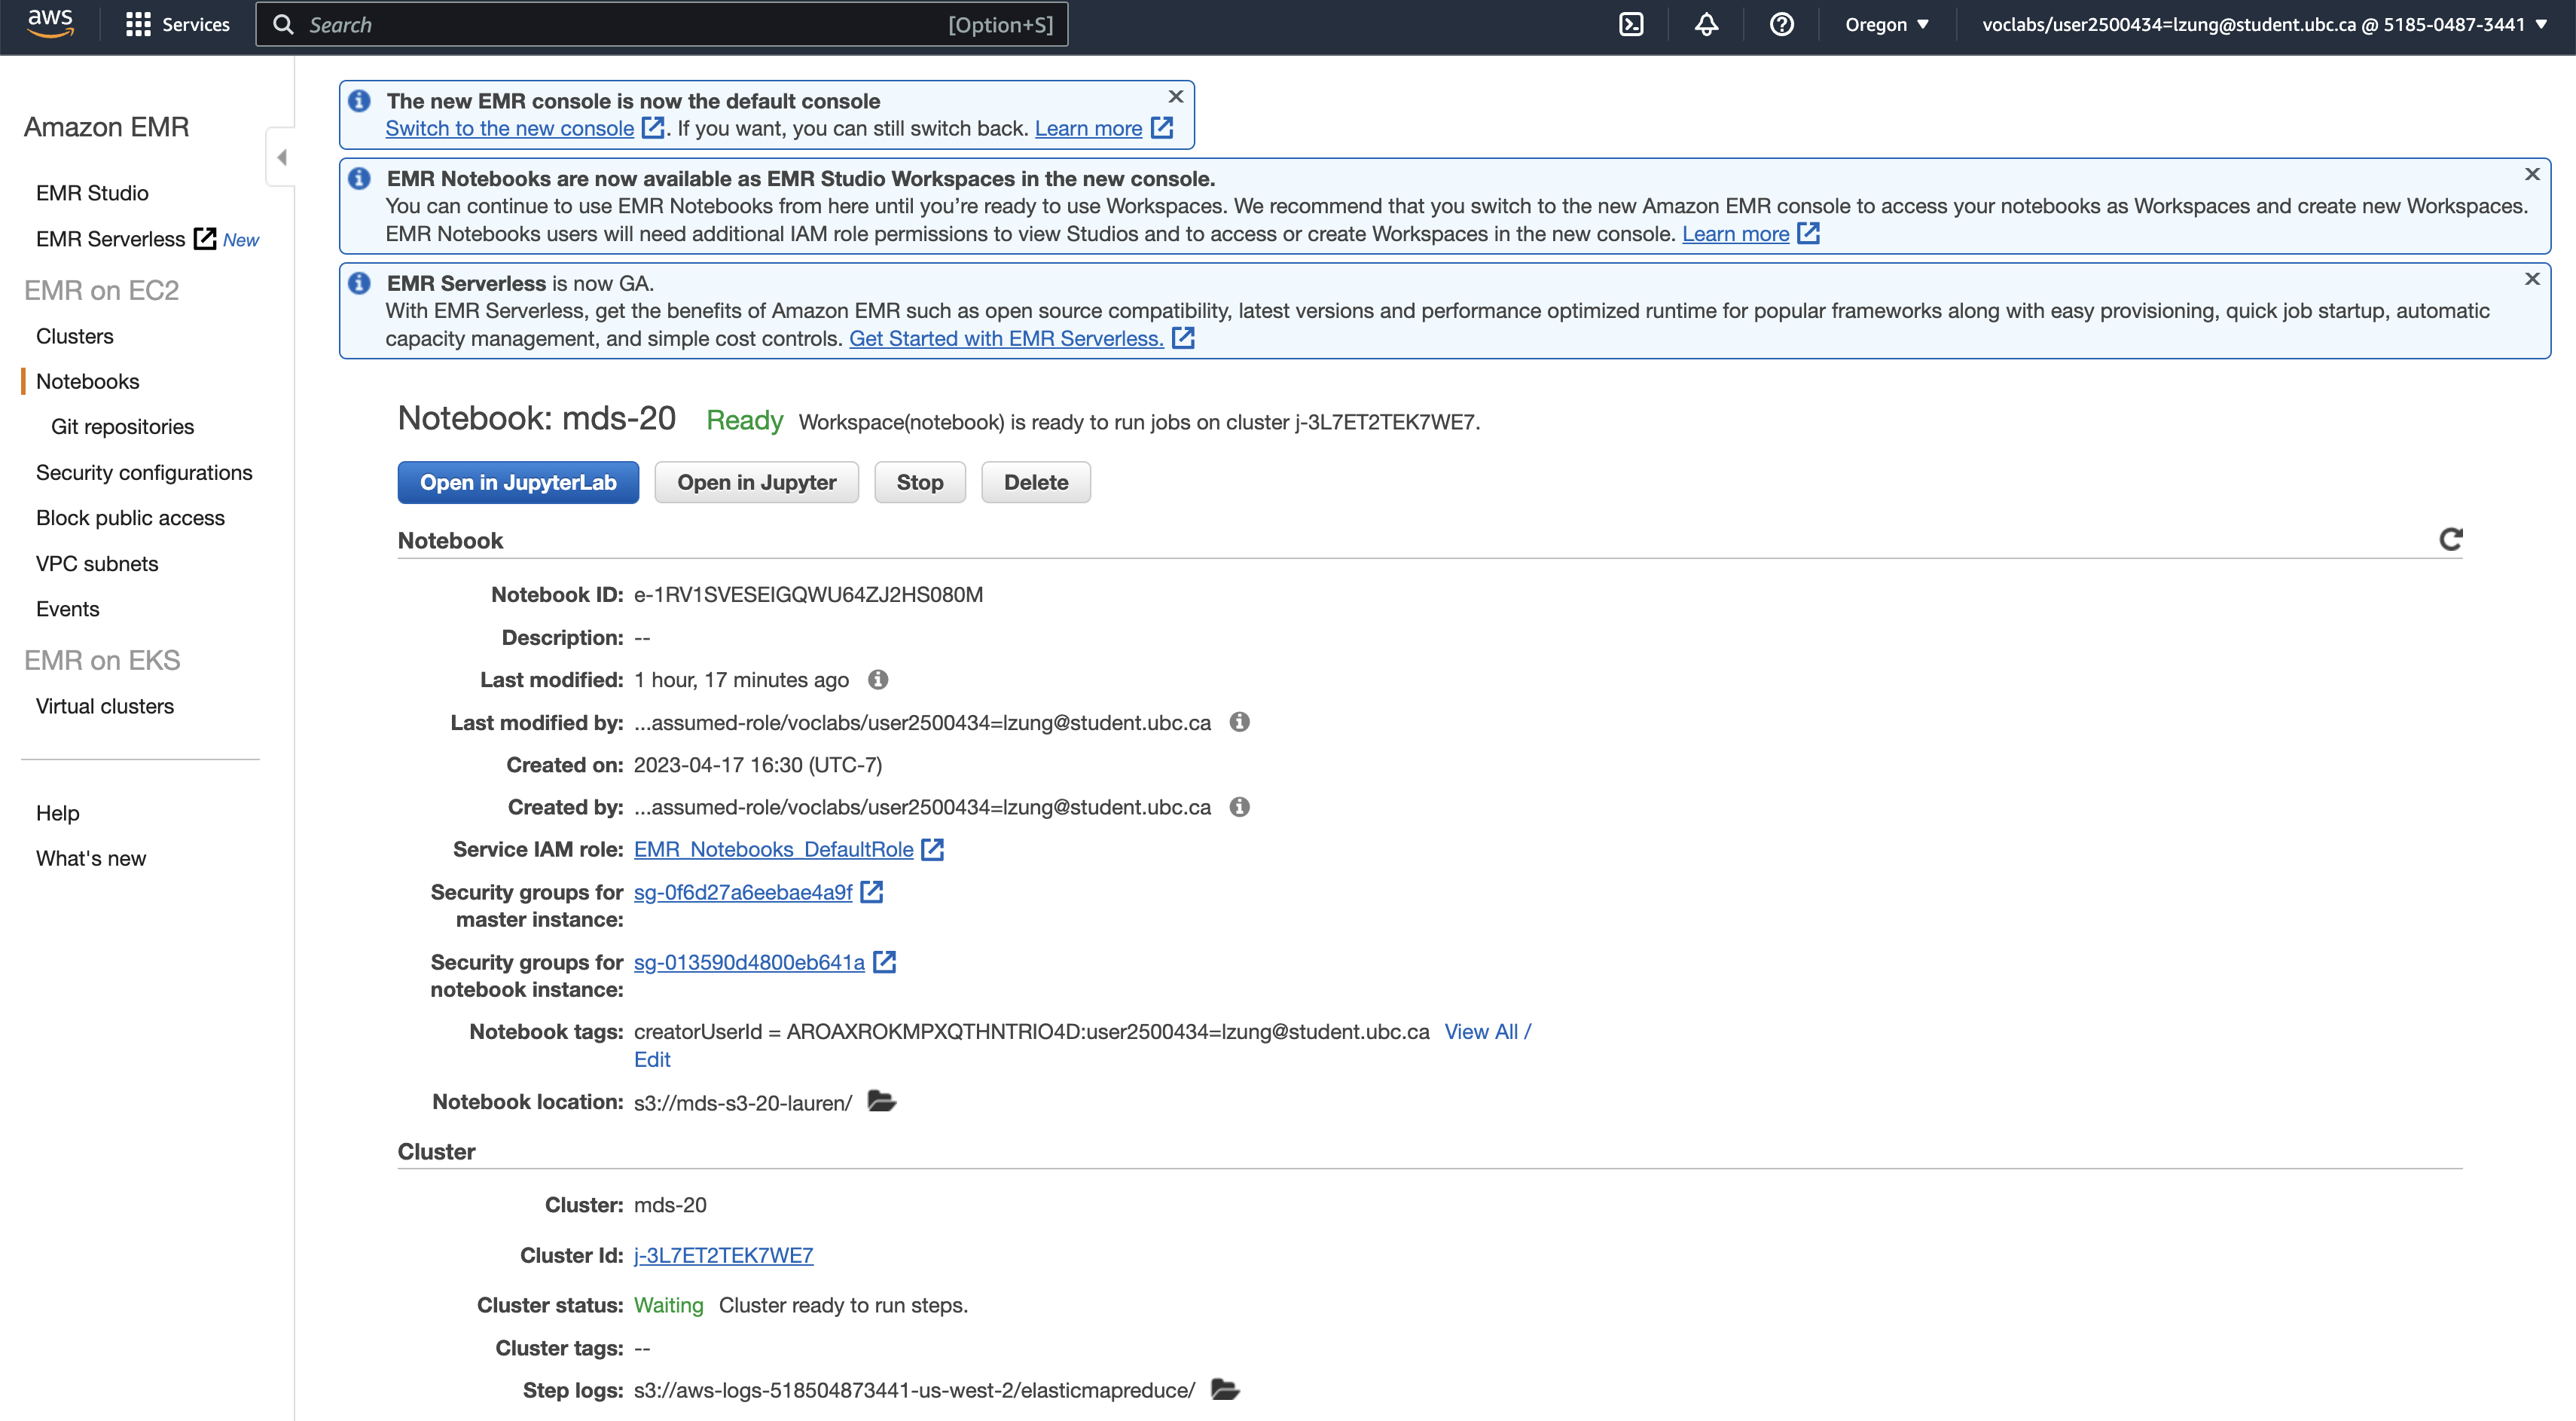 aws
Services
Search [Option+S]
Oregon ▼
voclabs/user2500434=lzung@student.ubc.ca @ 5185-0487-3441 ▼
Amazon EMR
EMR Studio
EMR Serverless New
EMR on EC2
Clusters
Notebooks
Git repositories
Security configurations
Block public access
VPC subnets
Events
EMR on EKS
Virtual clusters
Help
What's new
The new EMR console is now the default console
Switch to the new console . If you want, you can still switch back. Learn more
EMR Notebooks are now available as EMR Studio Workspaces in the new console.
You can continue to use EMR Notebooks from here until you’re ready to use Workspaces. We recommend that you switch to the new Amazon EMR console to access your notebooks as Workspaces and create new Workspaces.
EMR Notebooks users will need additional IAM role permissions to view Studios and to access or create Workspaces in the new console. Learn more
EMR Serverless is now GA.
With EMR Serverless, get the benefits of Amazon EMR such as open source compatibility, latest versions and performance optimized runtime for popular frameworks along with easy provisioning, quick job startup, automatic
capacity management, and simple cost controls. Get Started with EMR Serverless.
Notebook: mds-20 Ready Workspace(notebook) is ready to run jobs on cluster j-3L7ET2TEK7WE7.
Open in JupyterLab Open in Jupyter Stop Delete
Notebook
Notebook ID: e-1RV1SVESEIGQWU64ZJ2HS080M
Description: --
Last modified: 1 hour, 17 minutes ago
Last modified by: ...assumed-role/voclabs/user2500434=lzung@student.ubc.ca
Created on: 2023-04-17 16:30 (UTC-7)
Created by: ...assumed-role/voclabs/user2500434=lzung@student.ubc.ca
Service IAM role: EMR_Notebooks_DefaultRole
Security groups for sg-0f6d27a6eebae4a9f
master instance:
Security groups for sg-013590d4800eb641a
notebook instance:
Notebook tags: creatorUserId = AROAXROKMPXQTHNTRIO4D:user2500434=lzung@student.ubc.ca View All /
Edit
Notebook location: s3://mds-s3-20-lauren/
Cluster
Cluster: mds-20
Cluster Id: j-3L7ET2TEK7WE7
Cluster status: Waiting Cluster ready to run steps.
Cluster tags: --
Step logs: s3://aws-logs-518504873441-us-west-2/elasticmapreduce/